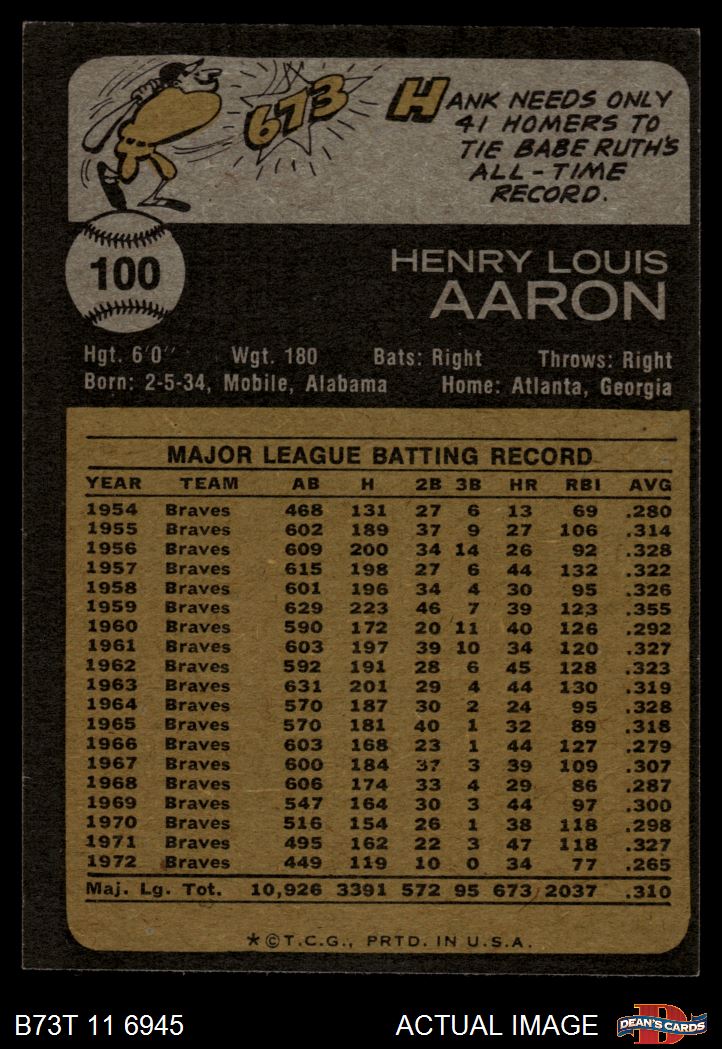 673
HANK NEEDS ONLY
41 HOMERS TO
TIE BABE RUTH'S
ALL-TIME
RECORD.
100
HENRY LOUIS
AARON
Hgt. 6'0" Wgt. 180 Bats: Right Throws: Right
Born: 2-5-34, Mobile, Alabama Home: Atlanta, Georgia
MAJOR LEAGUE BATTING RECORD
YEAR TEAM AB H 2B 3B HR RBI AVG
1954 Braves 468 131 27 6 13 69 .280
1955 Braves 602 189 37 9 27 106 .314
1956 Braves 609 200 34 14 26 92 .328
1957 Braves 615 198 27 6 44 132 .322
1958 Braves 601 196 34 4 30 95 .326
1959 Braves 629 223 46 7 39 123 .355
1960 Braves 590 172 20 11 40 126 .292
1961 Braves 603 197 39 10 34 120 .327
1962 Braves 592 191 28 6 45 128 .323
1963 Braves 631 201 29 4 44 130 .319
1964 Braves 570 187 30 2 24 95 .328
1965 Braves 570 181 40 1 32 89 .318
1966 Braves 603 168 23 1 44 127 .279
1967 Braves 600 184 37 3 39 109 .307
1968 Braves 606 174 33 4 29 86 .287
1969 Braves 547 164 30 3 44 97 .300
1970 Braves 516 154 26 1 38 118 .298
1971 Braves 495 162 22 3 47 118 .327
1972 Braves 449 119 10 0 34 77 .265
Maj. Lg. Tot. 10,926 3391 572 95 673 2037 .310
*©T.C.G., PRTD. IN U.S.A.
B73T 11 6945 ACTUAL IMAGE
D
DEAN'S CARDS